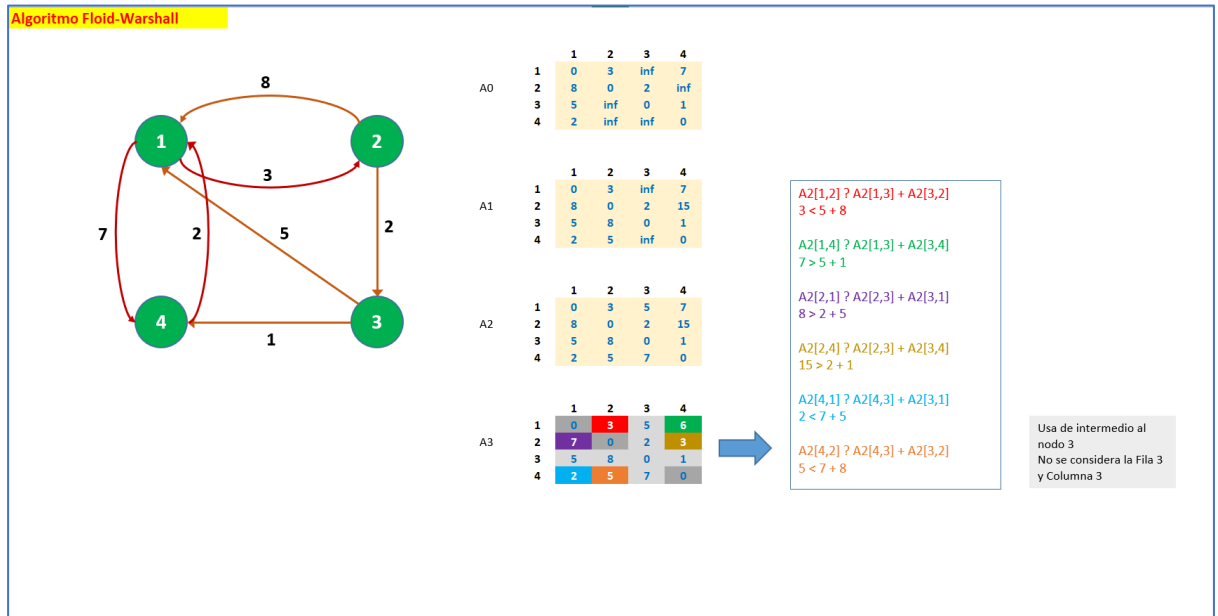 Algoritmo Floid-Warshall
8
1
2
3
7
2
5
2
4
3
1
1 2 3 4
1 0 3 inf 7
A0
2 8 0 2 inf
3 5 inf 0 1
4 2 inf inf 0
1 2 3 4
1 0 3 inf 7
A1
2 8 0 2 15
3 5 8 0 1
4 2 5 inf 0
1 2 3 4
1 0 3 5 7
A2
2 8 0 2 15
3 5 8 0 1
4 2 5 7 0
1 2 3 4
1 0 3 5 6
A3
2 7 0 2 3
3 5 8 0 1
4 2 5 7 0
A2[1,2] ? A2[1,3] + A2[3,2]
3 < 5 + 8
A2[1,4] ? A2[1,3] + A2[3,4]
7 > 5 + 1
A2[2,1] ? A2[2,3] + A2[3,1]
8 > 2 + 5
A2[2,4] ? A2[2,3] + A2[3,4]
15 > 2 + 1
A2[4,1] ? A2[4,3] + A2[3,1]
2 < 7 + 5
A2[4,2] ? A2[4,3] + A2[3,2]
5 < 7 + 8
Usa de intermedio al
nodo 3
No se considera la Fila 3
y Columna 3